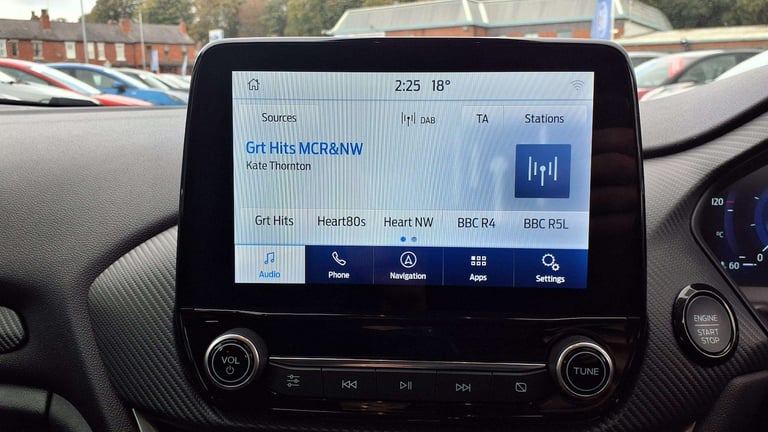 2:25 18°
Sources DAB TA Stations
Grt Hits MCR&NW
Kate Thornton
Grt Hits Heart80s Heart NW BBC R4 BBC R5L
Audio Phone Navigation Apps Settings
VOL
TUNE
ENGINE
START
STOP
120
°C
60